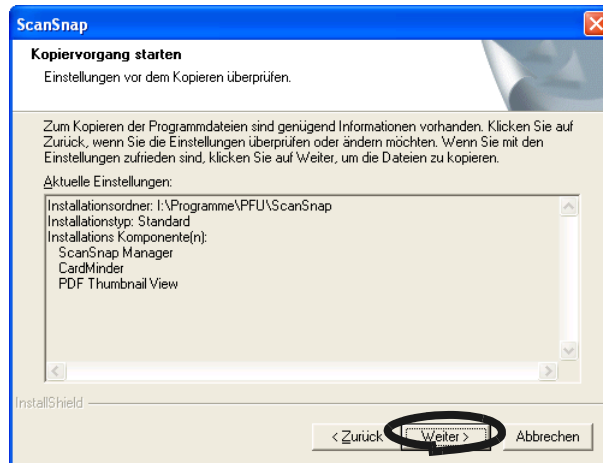 ScanSnap
Kopiervorgang starten
Einstellungen vor dem Kopieren überprüfen.
Zum Kopieren der Programmdateien sind genügend Informationen vorhanden. Klicken Sie auf
Zurück, wenn Sie die Einstellungen überprüfen oder ändern möchten. Wenn Sie mit den
Einstellungen zufrieden sind, klicken Sie auf Weiter, um die Dateien zu kopieren.
Aktuelle Einstellungen:
Installationsordner: I:\Programme\PFU\ScanSnap
Installationstyp: Standard
Installations Komponente(n):
ScanSnap Manager
CardMinder
PDF Thumbnail View
InstallShield
< Zurück Weiter > Abbrechen